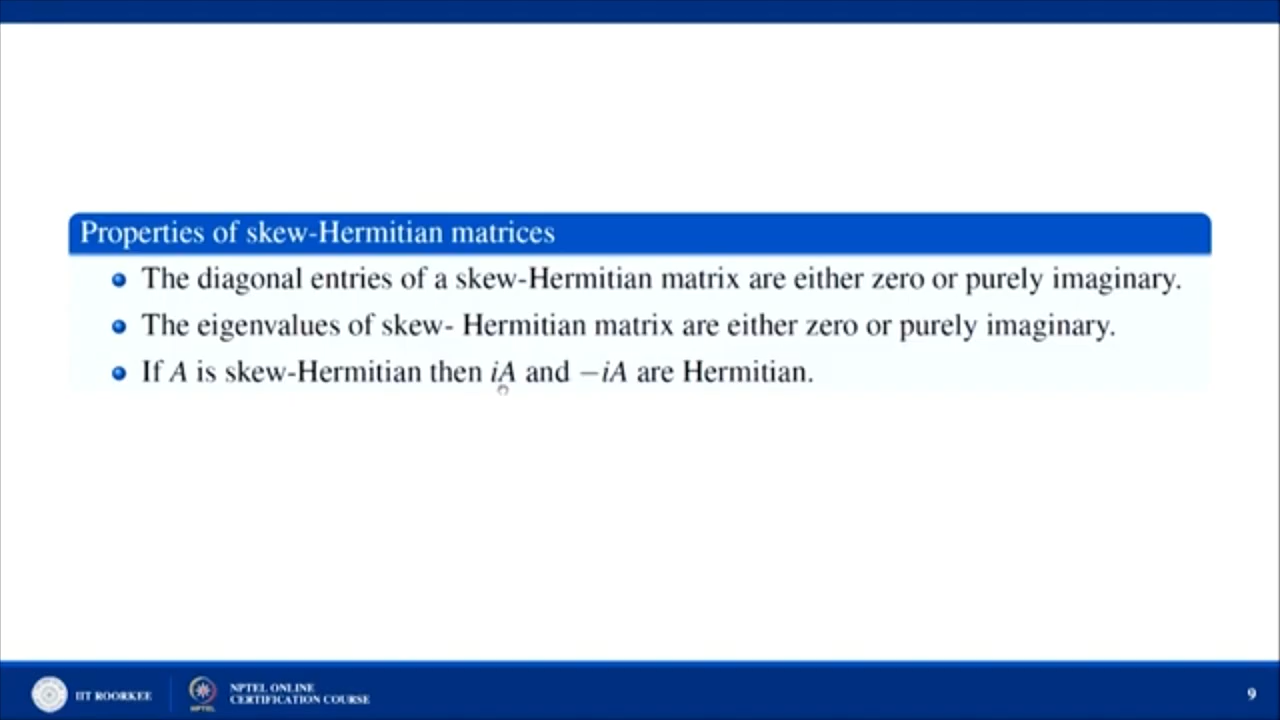 Properties of skew-Hermitian matrices
The diagonal entries of a skew-Hermitian matrix are either zero or purely imaginary.
The eigenvalues of skew- Hermitian matrix are either zero or purely imaginary.
If A is skew-Hermitian then iA and −iA are Hermitian.
IIT ROORKEE
NPTEL
NPTEL ONLINE
CERTIFICATION COURSE
9